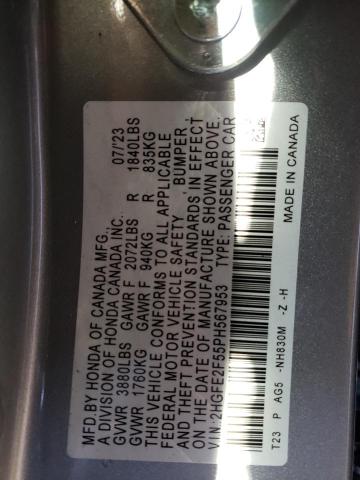 MFD.BY HONDA OF CANADA MFG., 07/'23
A DIVISION OF HONDA CANADA INC.
GVWR 3880LBS GAWR F 2072LBS R 1840LBS
GVWR 1760KG GAWR F 940KG R 835KG
THIS VEHICLE CONFORMS TO ALL APPLICABLE
FEDERAL MOTOR VEHICLE SAFETY, BUMPER,
AND THEFT PREVENTION STANDARDS IN EFFECT
ON THE DATE OF MANUFACTURE SHOWN ABOVE.
V.I.N: 2HGFE2F55PH567953 TYPE: PASSENGER CAR
T23 P AG5 -NH830M -Z -H MADE IN CANADA